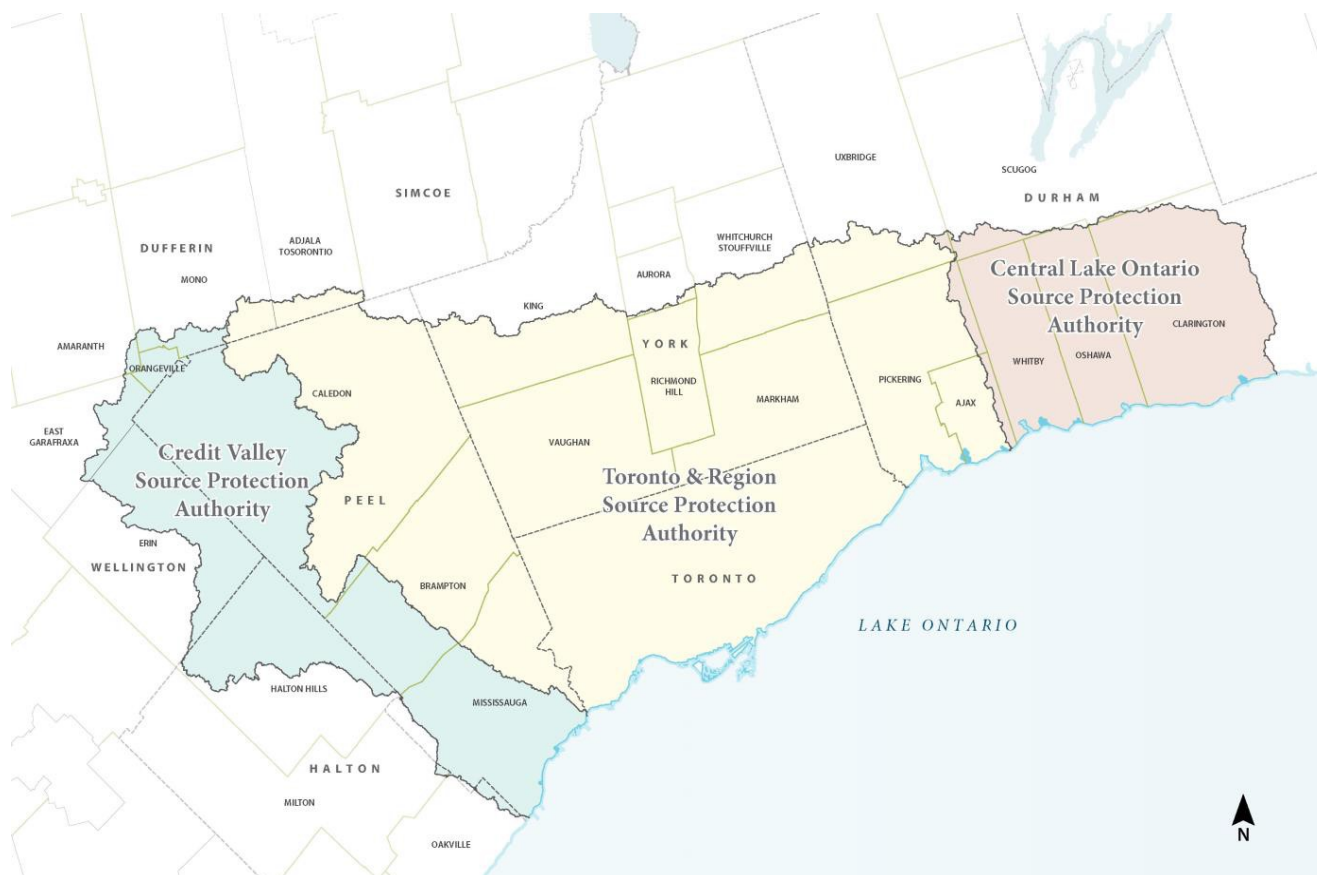 UXBRIDGE
SCUGOG
DURHAM
SIMCOE
DUFFERIN
ADJALA
TOSORONTIO
MONO
WHITCHURCH
STOUFFVILLE
AURORA
KING
Central Lake Ontario
Source Protection
Authority
CLARINGTON
WHITBY
OSHAWA
AMARANTH
ORANGEVILLE
YORK
RICHMOND
HILL
MARKHAM
PICKERING
AJAX
CALEDON
EAST
GARAFRAXA
VAUGHAN
Credit Valley
Source Protection
Authority
PEEL
Toronto & Region
Source Protection
Authority
ERIN
WELLINGTON
BRAMPTON
TORONTO
LAKE ONTARIO
HALTON HILLS
MISSISSAUGA
HALTON
MILTON
OAKVILLE
N